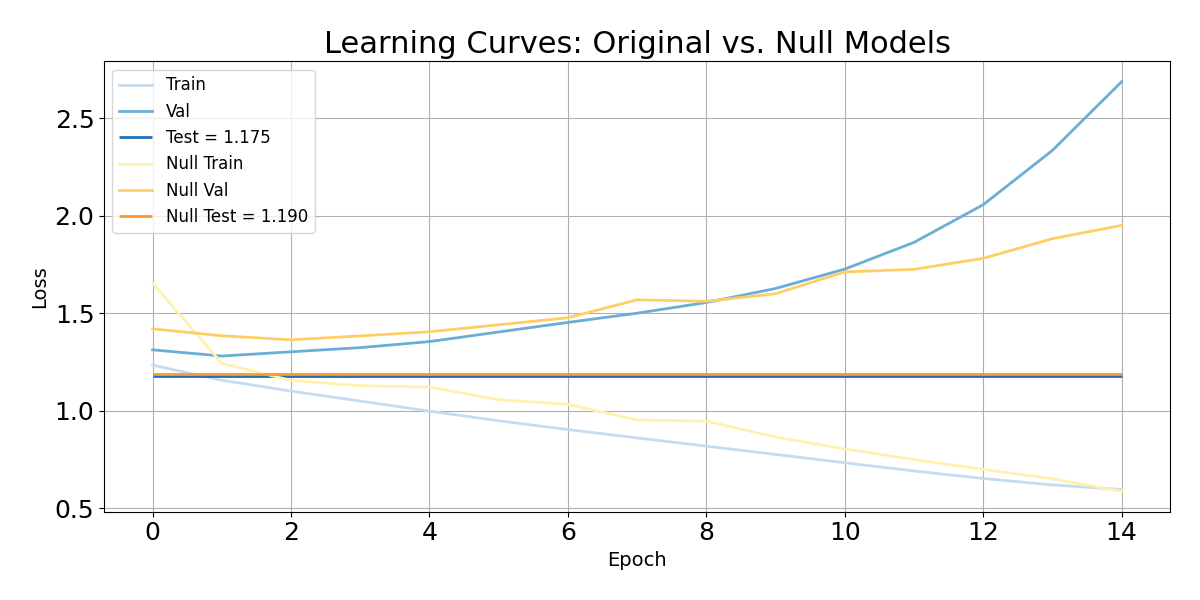 Learning Curves: Original vs. Null Models
Train
Val
Test = 1.175
Null Train
Null Val
Null Test = 1.190
2.5
2.0
1.5
1.0
0.5
Loss
0 2 4 6 8 10 12 14
Epoch